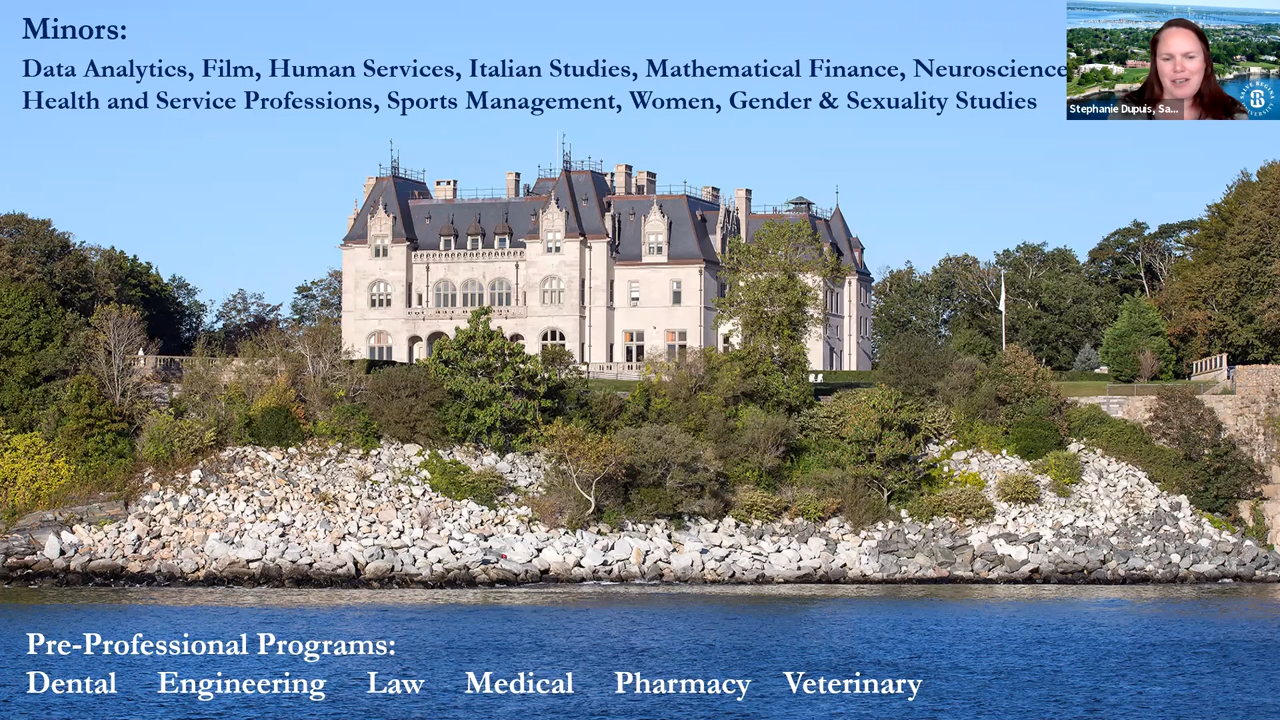 Minors:
Data Analytics, Film, Human Services, Italian Studies, Mathematical Finance, Neuroscience
Health and Service Professions, Sports Management, Women, Gender & Sexuality Studies
Stephanie Dupuis, Sa...
Pre-Professional Programs:
Dental Engineering Law Medical Pharmacy Veterinary